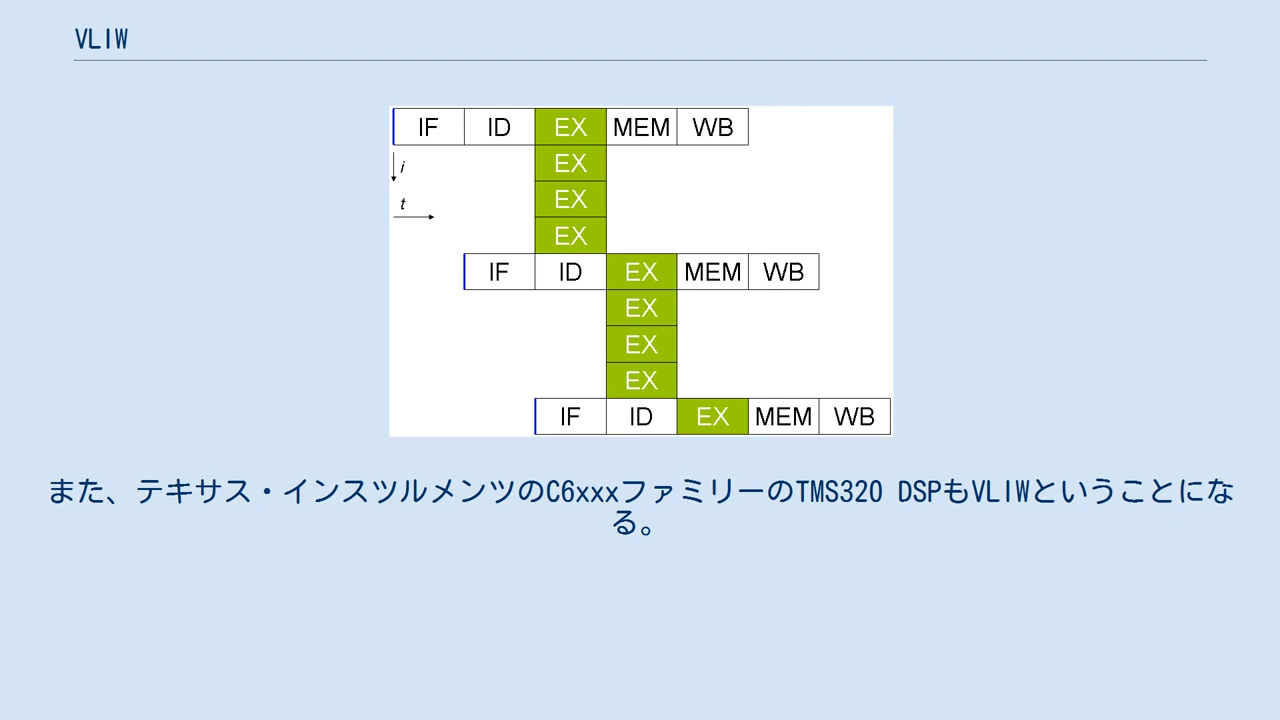 VLIW
IF ID EX MEM WB
i
EX
t
EX
EX
IF ID EX MEM WB
EX
EX
EX
IF ID EX MEM WB
また、テキサス・インスツルメンツのC6xxxファミリーのTMS320 DSPもVLIWということにな
る。